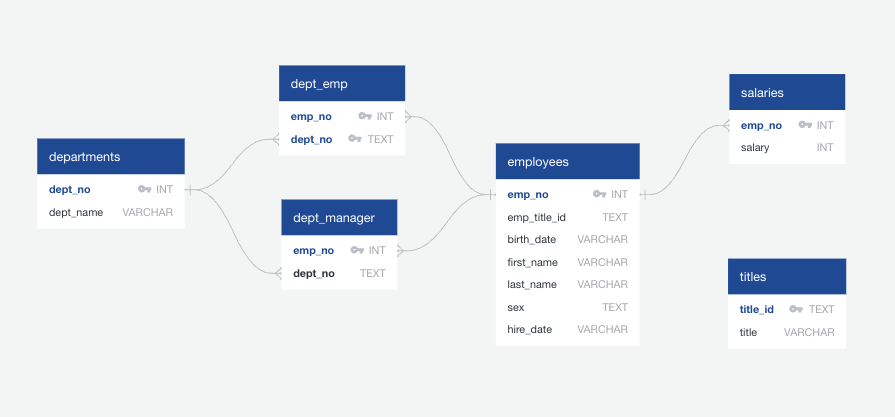 departments
dept_no INT
dept_name VARCHAR
dept_emp
emp_no INT
dept_no TEXT
dept_manager
emp_no INT
dept_no TEXT
employees
emp_no INT
emp_title_id TEXT
birth_date VARCHAR
first_name VARCHAR
last_name VARCHAR
sex TEXT
hire_date VARCHAR
salaries
emp_no INT
salary INT
titles
title_id TEXT
title VARCHAR